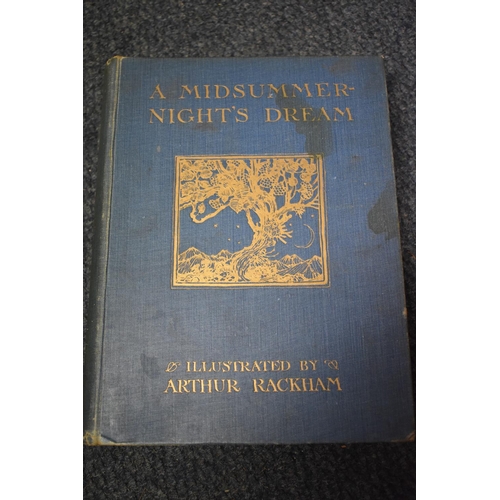 A MIDSUMMER-
NIGHT'S DREAM
ILLUSTRATED BY
ARTHUR RACKHAM